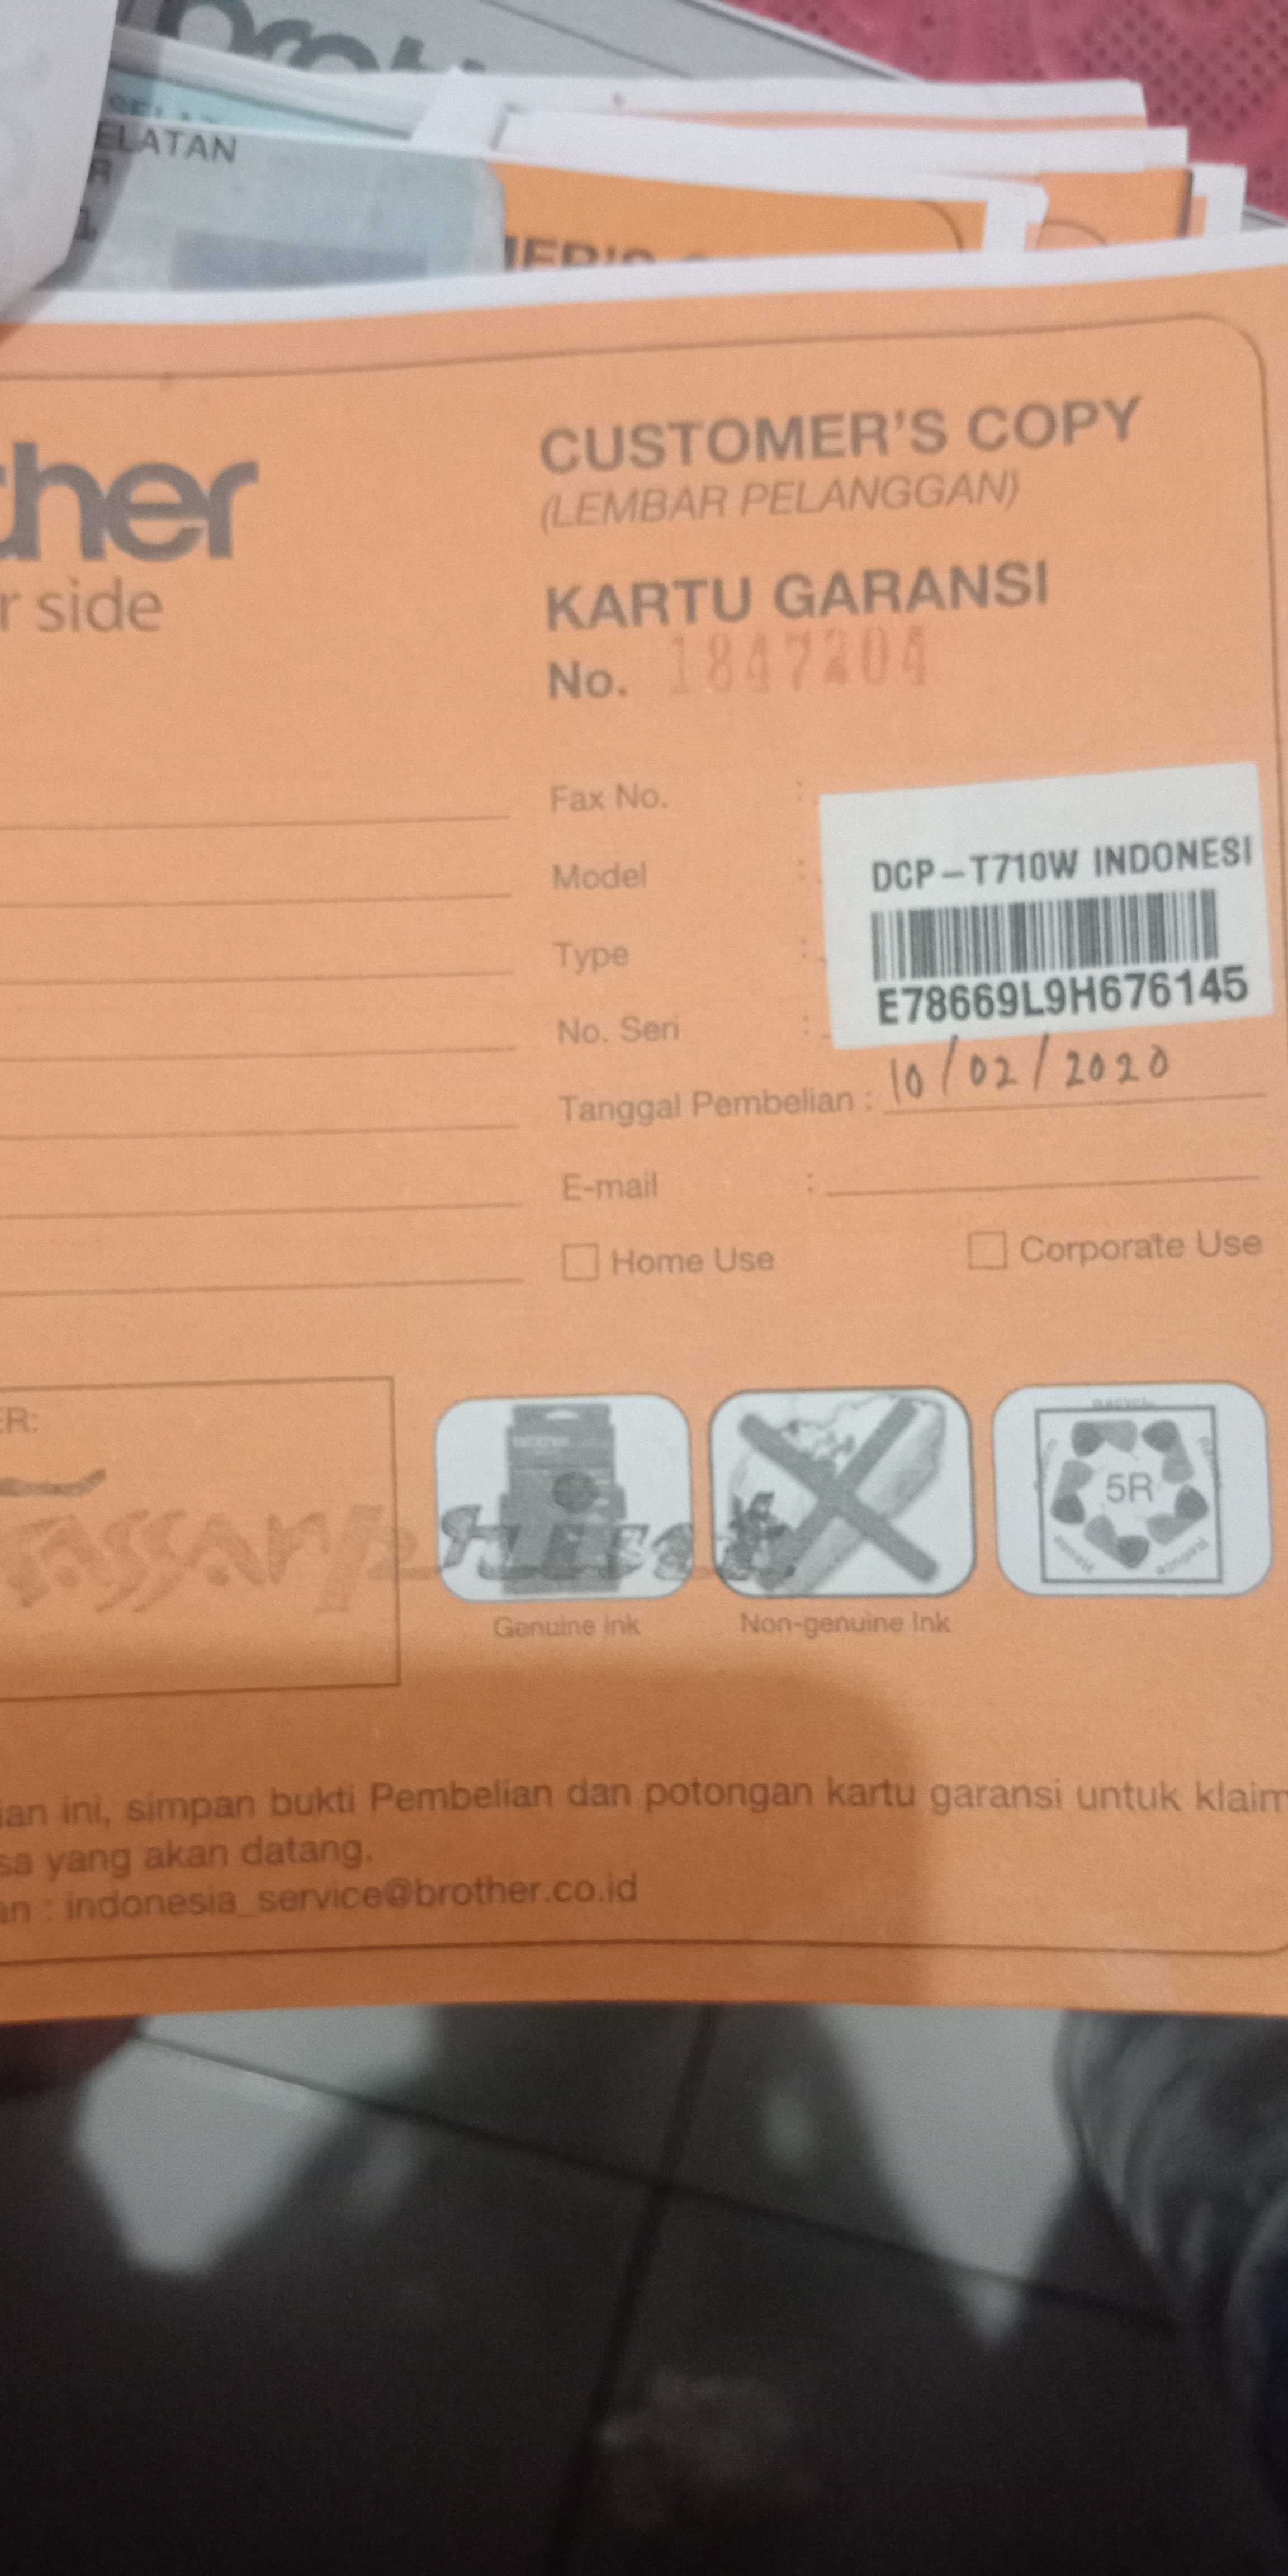 ELATAN
CUSTOMER'S COPY
(LEMBAR PELANGGAN)
ther
r side
KARTU GARANSI
No. 1847204
Fax No. :
Model :
DCP-T710W INDONESI
Type :
E78669L9H676145
No. Seri :
Tanggal Pembelian : 10/02/2020
E-mail :
Home Use
Corporate Use
ER:
5R
Genuine ink
Non-genuine Ink
ian ini, simpan bukti Pembelian dan potongan kartu garansi untuk klaim
sa yang akan datang.
an : indonesia_service@brother.co.id